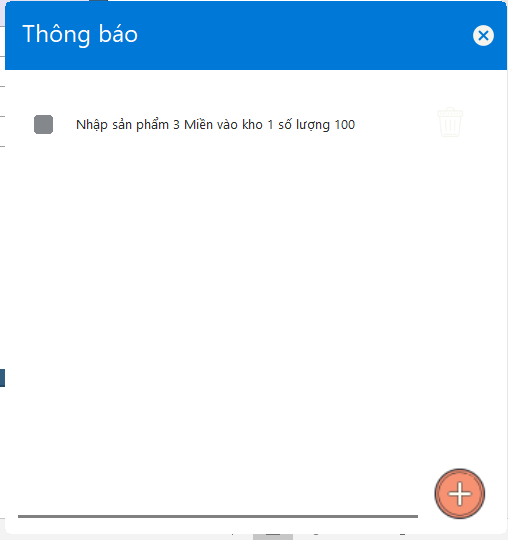 Thông báo
Nhập sản phẩm 3 Miền vào kho 1 số lượng 100